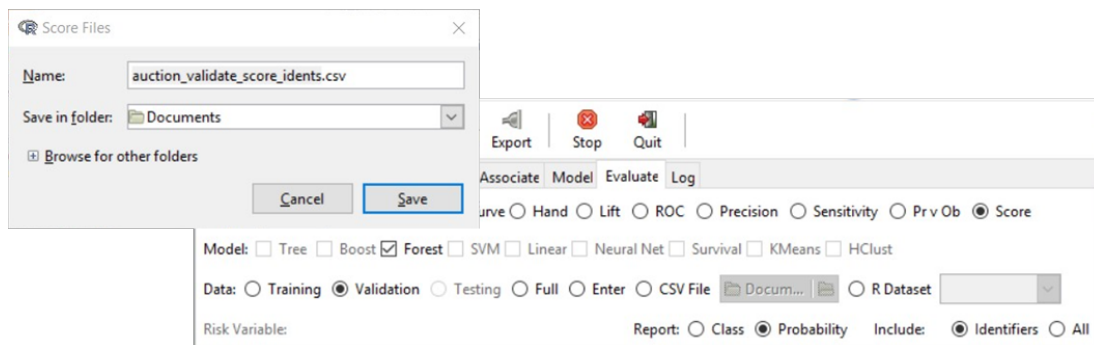 Score Files
Name: auction_validate_score_idents.csv
Save in folder: Documents
Browse for other folders
Cancel Save
Export Stop Quit
Associate Model Evaluate Log
urve Hand Lift ROC Precision Sensitivity Pr v Ob Score
Model: Tree Boost Forest SVM Linear Neural Net Survival KMeans HClust
Data: Training Validation Testing Full Enter CSV File Docum... R Dataset
Risk Variable: Report: Class Probability Include: Identifiers All